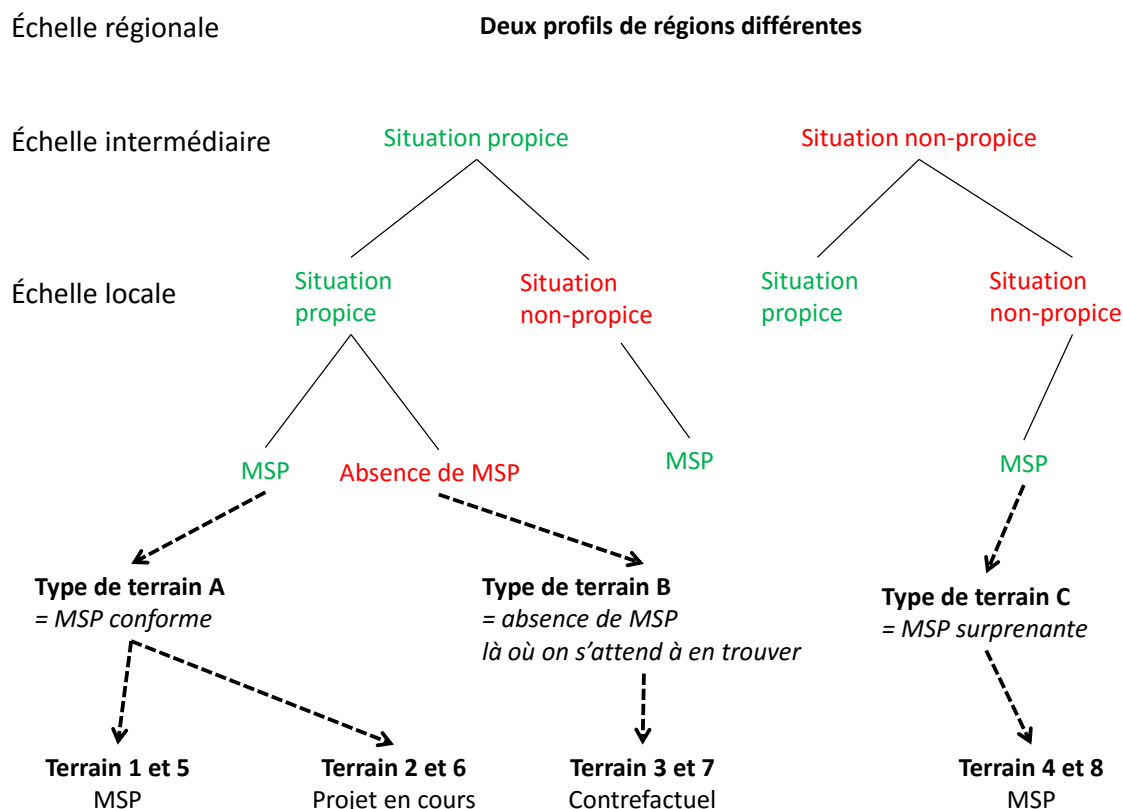 Échelle régionale
Deux profils de régions différentes
Échelle intermédiaire
Situation propice
Situation non-propice
Échelle locale
Situation
propice
Situation
non-propice
Situation
propice
Situation
non-propice
MSP
Absence de MSP
MSP
MSP
Type de terrain A
= MSP conforme
Type de terrain B
= absence de MSP
là où on s'attend à en trouver
Type de terrain C
= MSP surprenante
Terrain 1 et 5
MSP
Terrain 2 et 6
Projet en cours
Terrain 3 et 7
Contrefactuel
Terrain 4 et 8
MSP